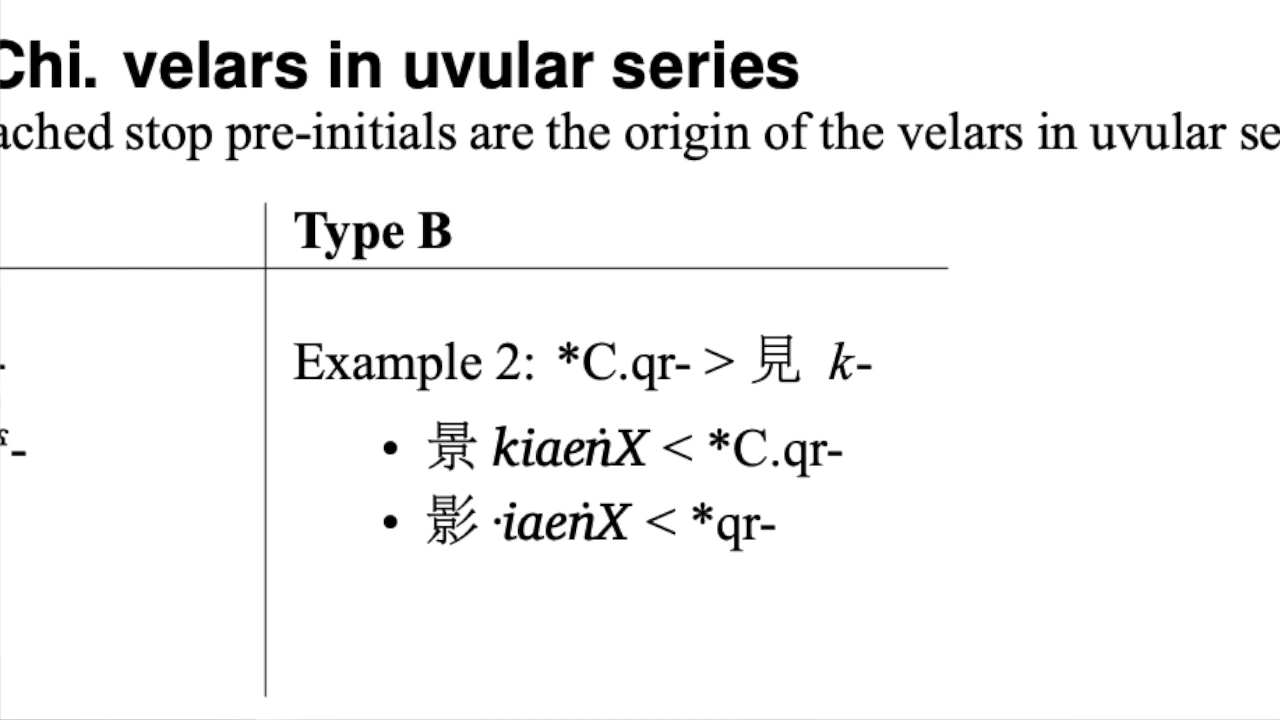 Chi. velars in uvular series
ached stop pre-initials are the origin of the velars in uvular se
Type B
Example 2: *C.qr- > 見 k-
• 景 kiaeṅX < *C.qr-
• 影 ·iaeṅX < *qr-